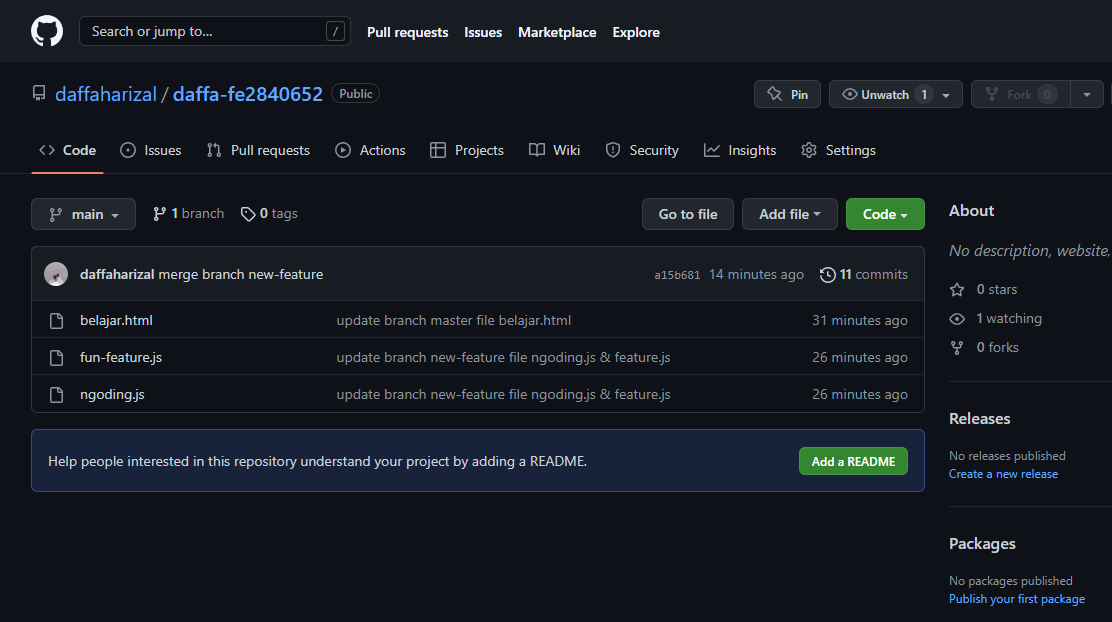 Search or jump to... /
Pull requests Issues Marketplace Explore
daffaharizal / daffa-fe2840652 Public
Pin Unwatch 1 Fork 0
Code Issues Pull requests Actions Projects Wiki Security Insights Settings
main 1 branch 0 tags Go to file Add file Code
daffaharizal merge branch new-feature a15b681 14 minutes ago 11 commits
belajar.html update branch master file belajar.html 31 minutes ago
fun-feature.js update branch new-feature file ngoding.js & feature.js 26 minutes ago
ngoding.js update branch new-feature file ngoding.js & feature.js 26 minutes ago
Help people interested in this repository understand your project by adding a README. Add a README
About
No description, website,
0 stars
1 watching
0 forks
Releases
No releases published
Create a new release
Packages
No packages published
Publish your first package